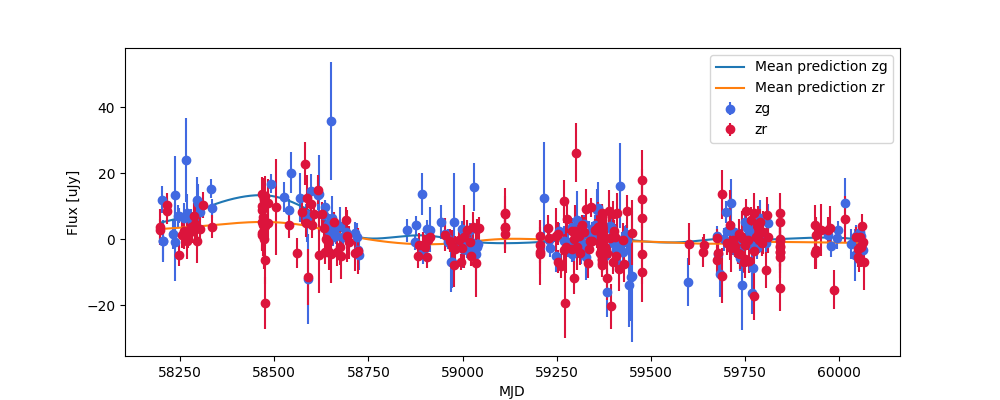 Mean prediction zg
Mean prediction zr
zg
zr
Flux [uJy]
40
20
0
−20
58250 58500 58750 59000 59250 59500 59750 60000
MJD